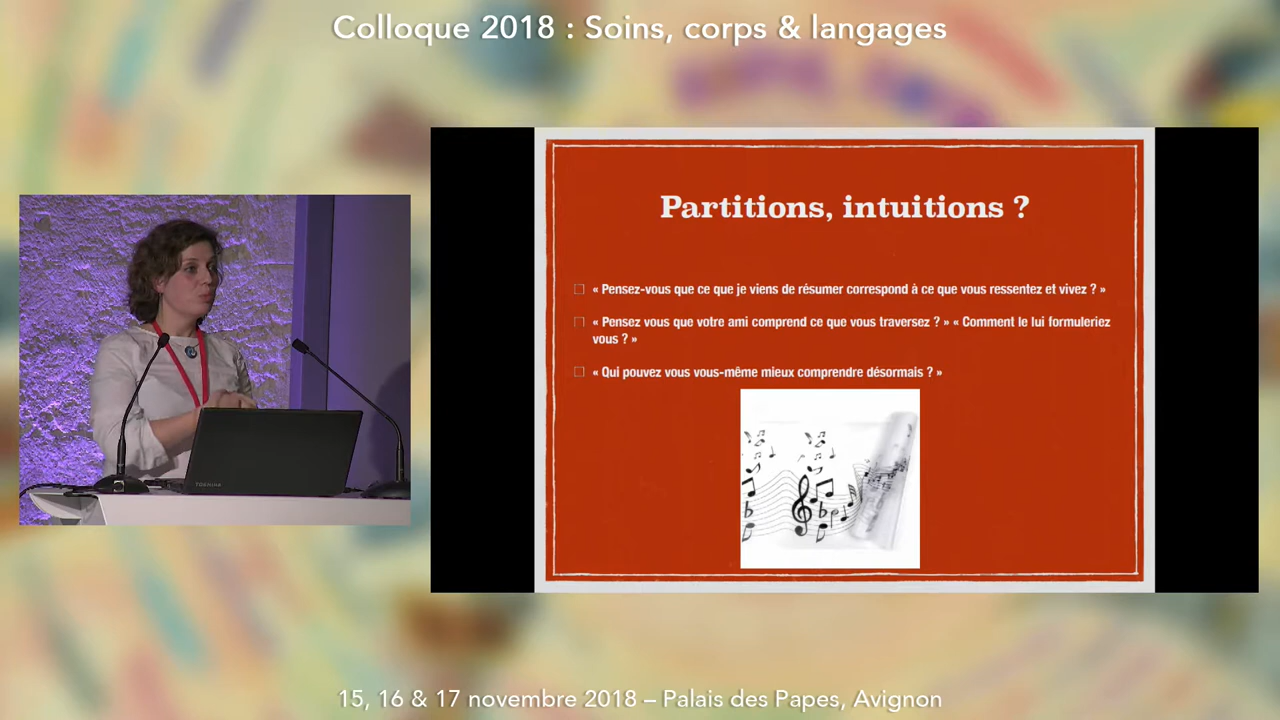 Colloque 2018 : Soins, corps & langages
Partitions, intuitions ?
« Pensez-vous que ce que je viens de résumer correspond à ce que vous ressentez et vivez ? »
« Pensez vous que votre ami comprend ce que vous traversez ? » « Comment le lui formuleriez
vous ? »
« Qui pouvez vous vous-même mieux comprendre désormais ? »
TOSHIBA
15, 16 & 17 novembre 2018 – Palais des Papes, Avignon